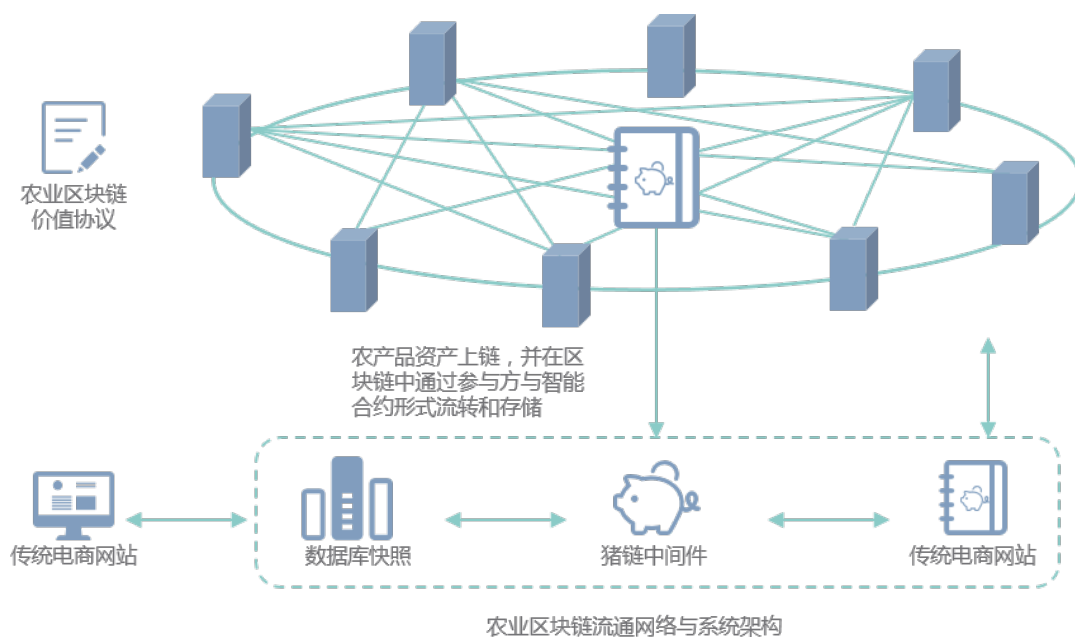 农业区块链
价值协议
农产品资产上链，并在区
块链中通过参与方与智能
合约形式流转和存储
传统电商网站
数据库快照
猪链中间件
传统电商网站
农业区块链流通网络与系统架构